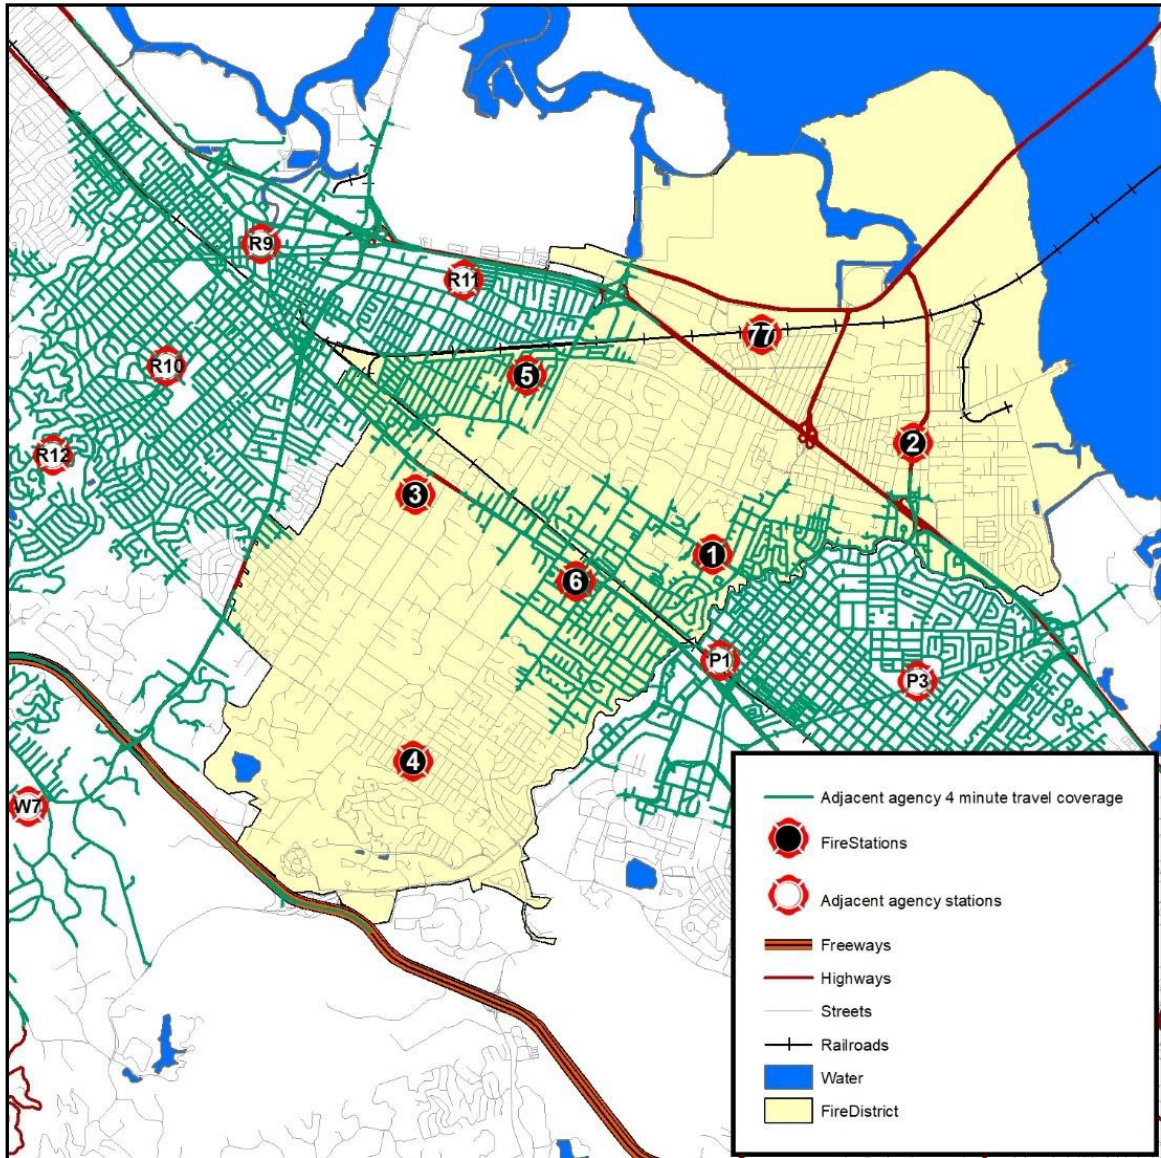 R9
R11
77
R10
5
2
R12
3
1
6
P1
P3
4
W7
Adjacent agency 4 minute travel coverage
FireStations
Adjacent agency stations
Freeways
Highways
Streets
Railroads
Water
FireDistrict